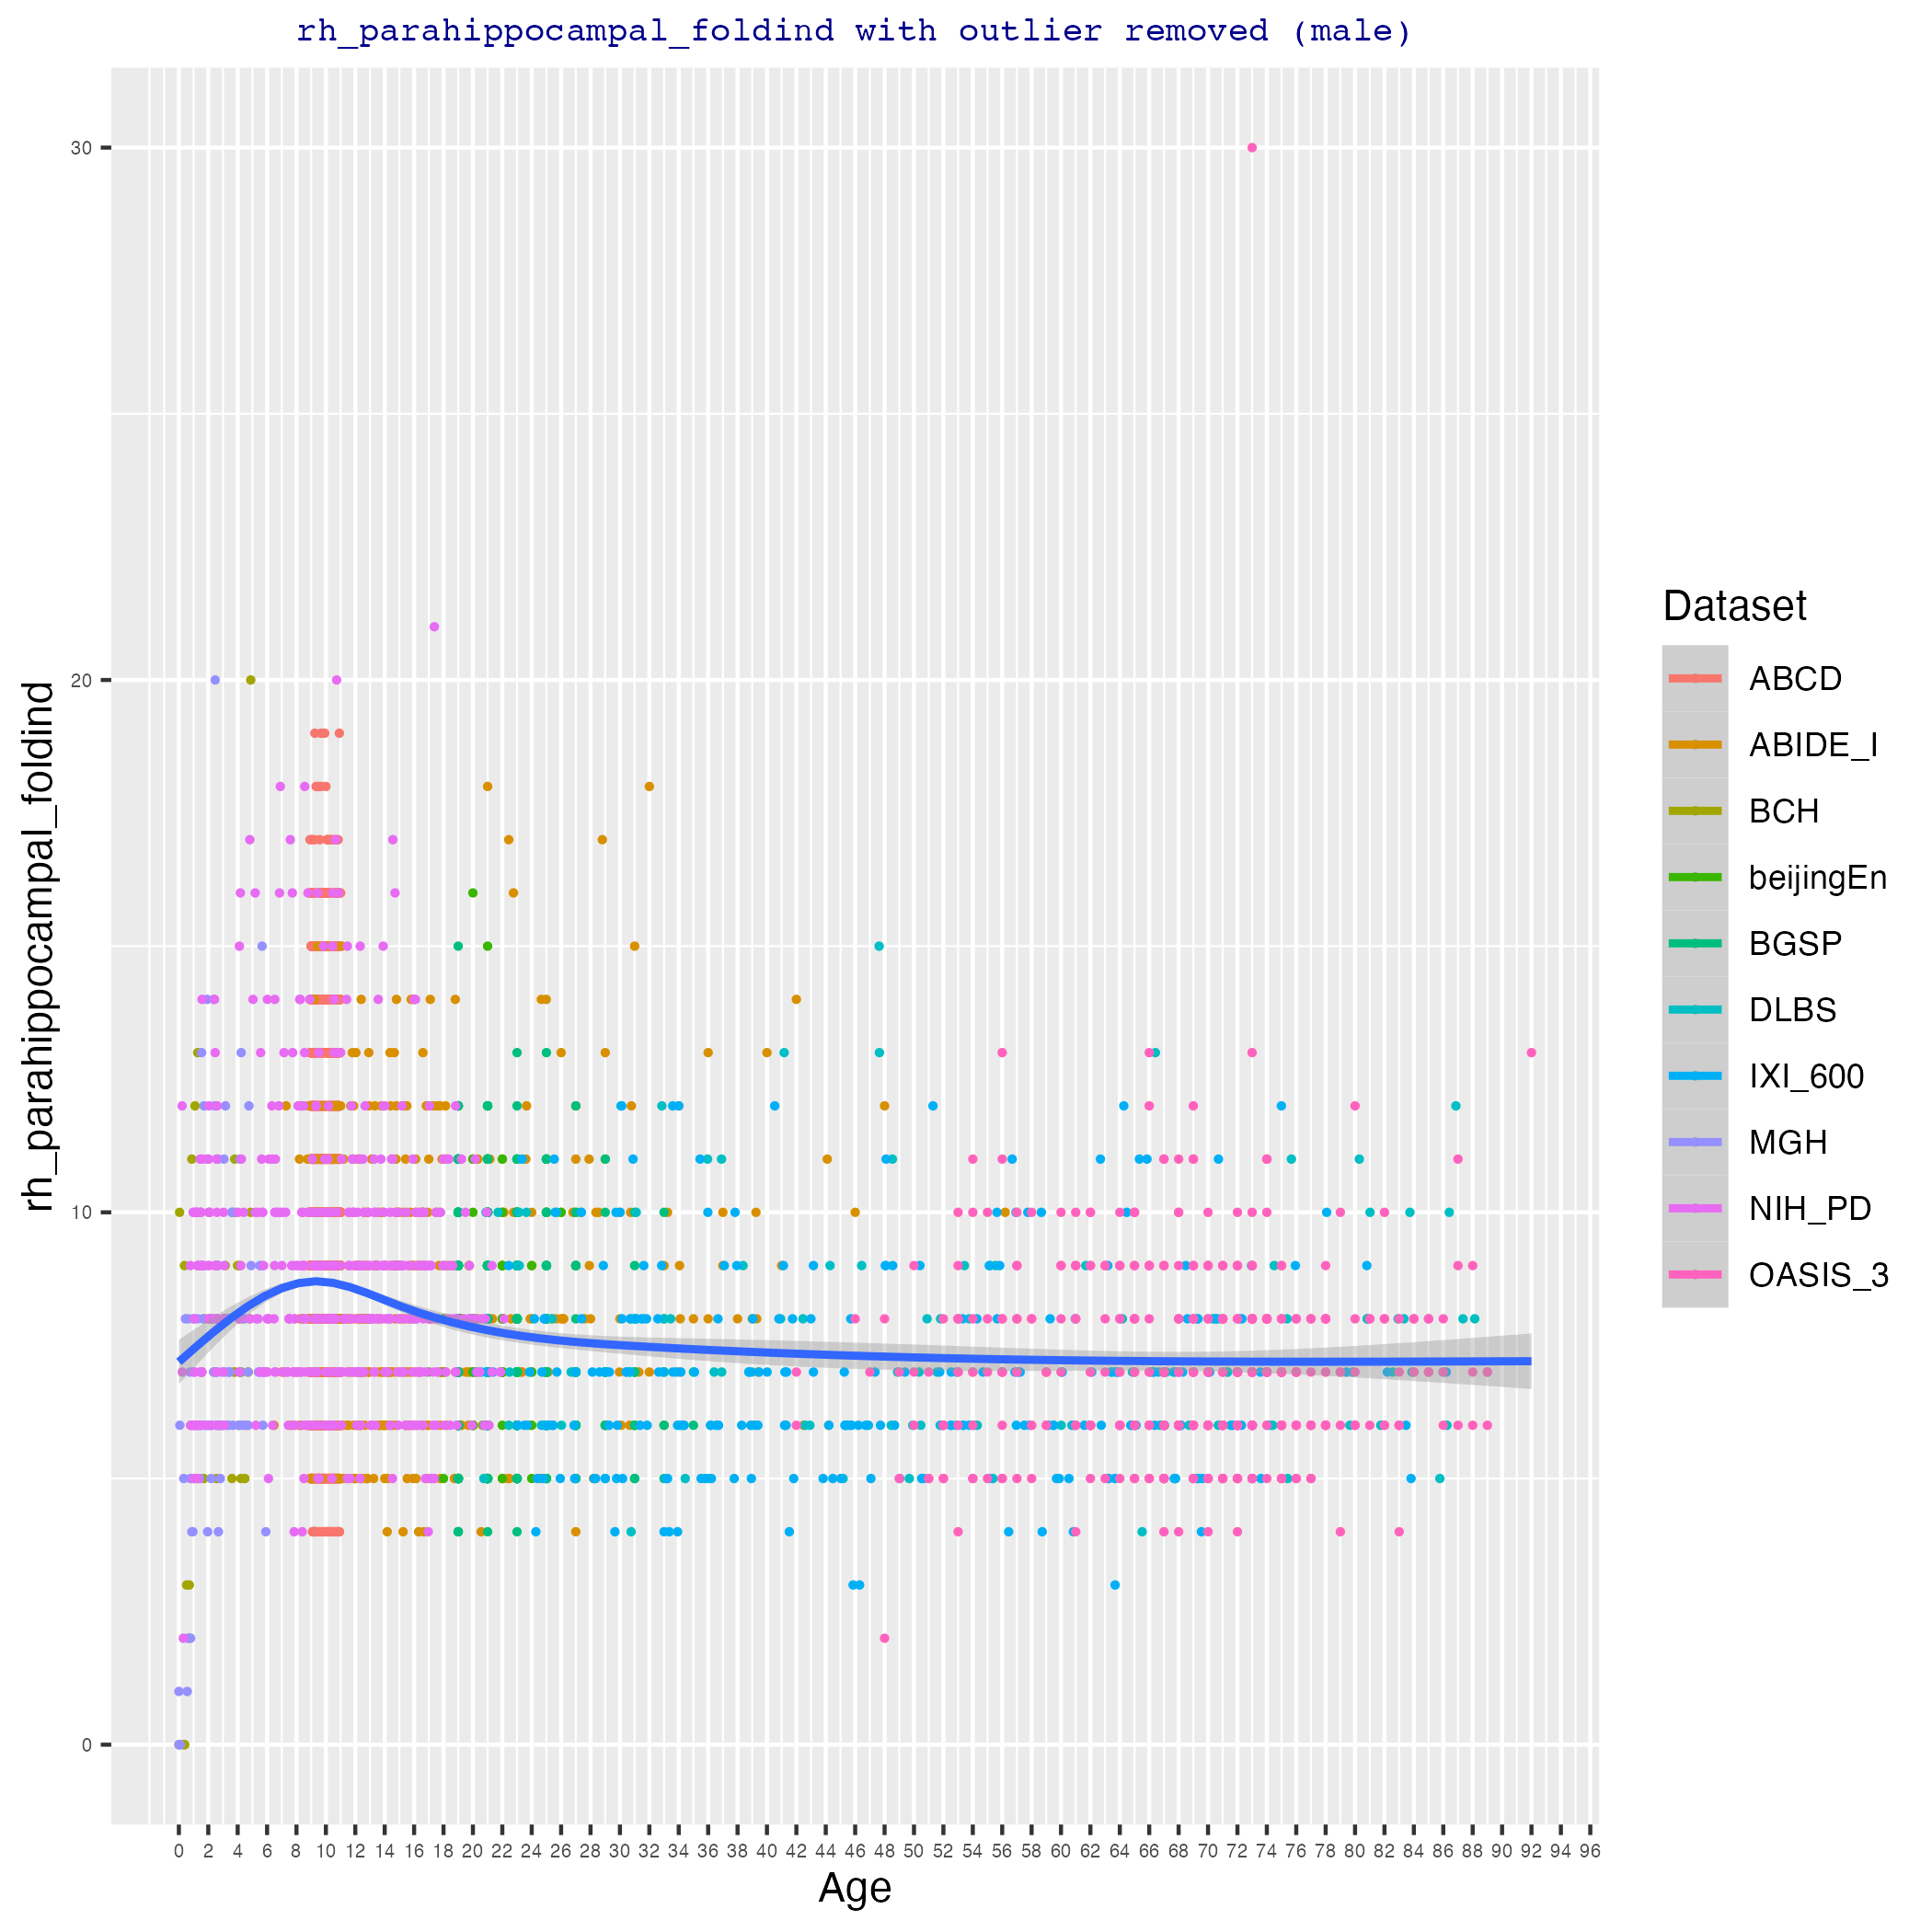 rh_parahippocampal_foldind with outlier removed (male)
30
20
10
0
rh_parahippocampal_foldind
0 2 4 6 8 10 12 14 16 18 20 22 24 26 28 30 32 34 36 38 40 42 44 46 48 50 52 54 56 58 60 62 64 66 68 70 72 74 76 78 80 82 84 86 88 90 92 94 96
Age
Dataset
ABCD
ABIDE_I
BCH
beijingEn
BGSP
DLBS
IXI_600
MGH
NIH_PD
OASIS_3